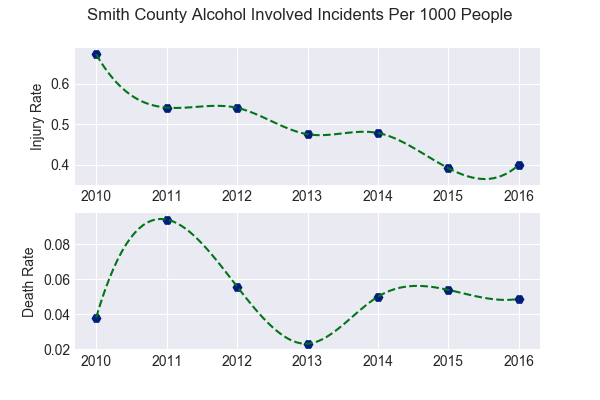 Smith County Alcohol Involved Incidents Per 1000 People
Injury Rate
0.6
0.5
0.4
2010 2011 2012 2013 2014 2015 2016
Death Rate
0.08
0.06
0.04
0.02
2010 2011 2012 2013 2014 2015 2016